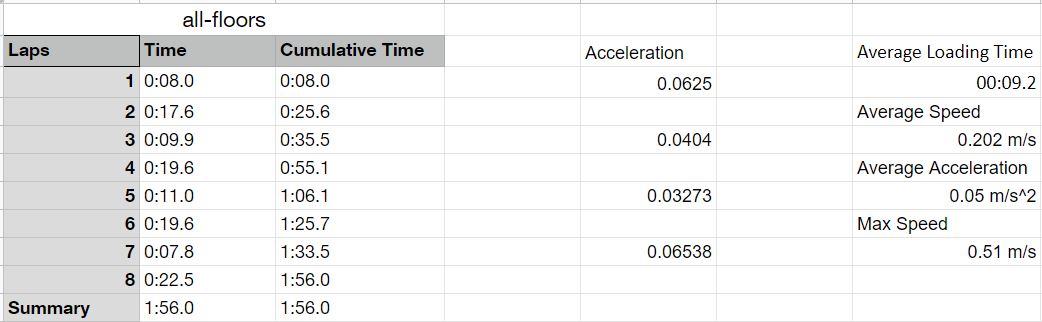 all-floors
Laps Time Cumulative Time Acceleration Average Loading Time
1 0:08.0 0:08.0 0.0625 00:09.2
2 0:17.6 0:25.6 Average Speed
3 0:09.9 0:35.5 0.0404 0.202 m/s
4 0:19.6 0:55.1 Average Acceleration
5 0:11.0 1:06.1 0.03273 0.05 m/s^2
6 0:19.6 1:25.7 Max Speed
7 0:07.8 1:33.5 0.06538 0.51 m/s
8 0:22.5 1:56.0
Summary 1:56.0 1:56.0